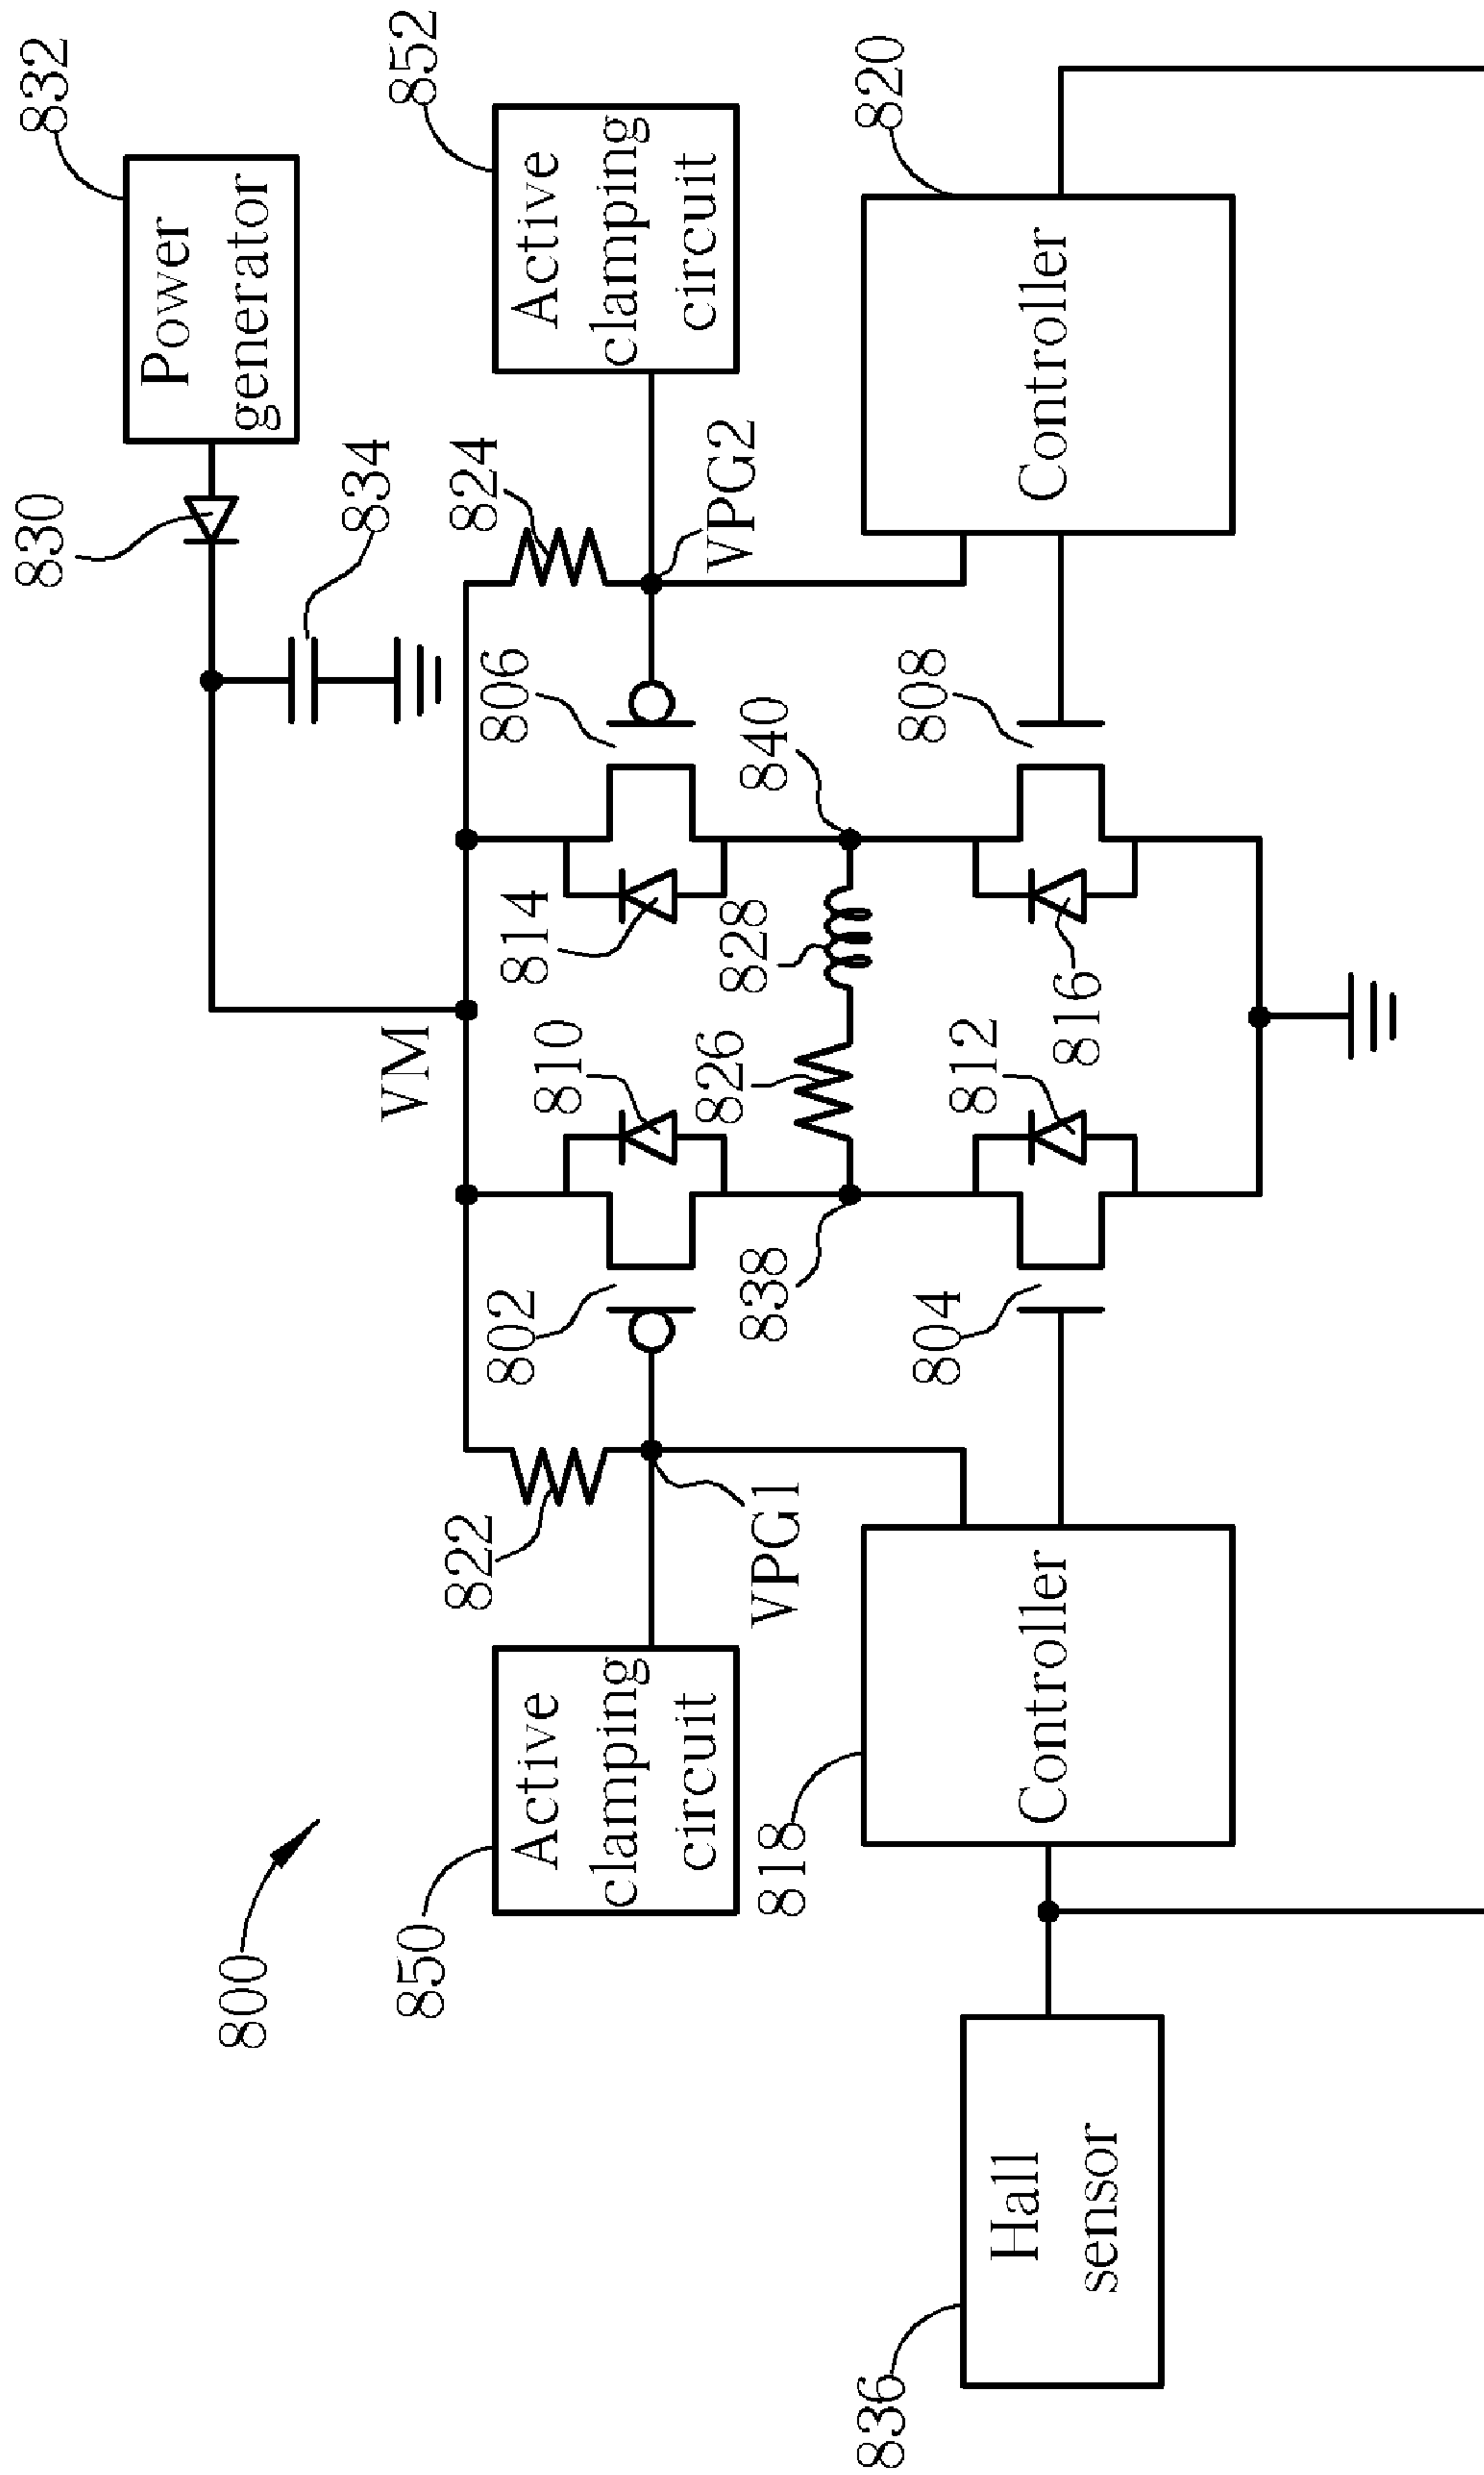 800
832
Power
generator
830
834
VM
852
Active
clamping
circuit
824
VPG2
822
850
Active
clamping
circuit
VPG1
802
810
814
806
838
826
828
840
804
812
816
808
818
Controller
820
Controller
836
Hall
sensor